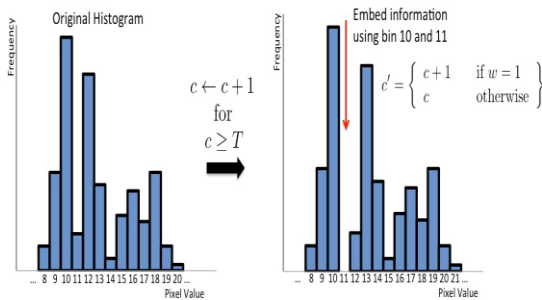 Original Histogram
Frequency
... 8 9 10 11 12 13 14 15 16 17 18 19 20 ...
Pixel Value
c ← c + 1
for
c ≥ T
Embed information
using bin 10 and 11
Frequency
c' = { c + 1 if w = 1
c otherwise }
... 8 9 10 11 12 13 14 15 16 17 18 19 20 21 ...
Pixel Value